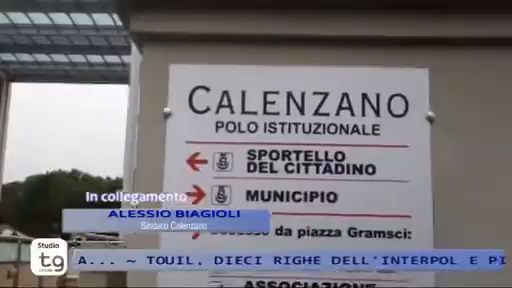 CALENZANO
POLO ISTITUZIONALE
SPORTELLO
DEL CITTADINO
MUNICIPIO
da piazza Gramsci:
ASSOCIAZIONE
In collegamento
ALESSIO BIAGIOLI
Sindaco Calenzano
Studio
tg
A... ~ TOUIL, DIECI RIGHE DELL'INTERPOL E PI